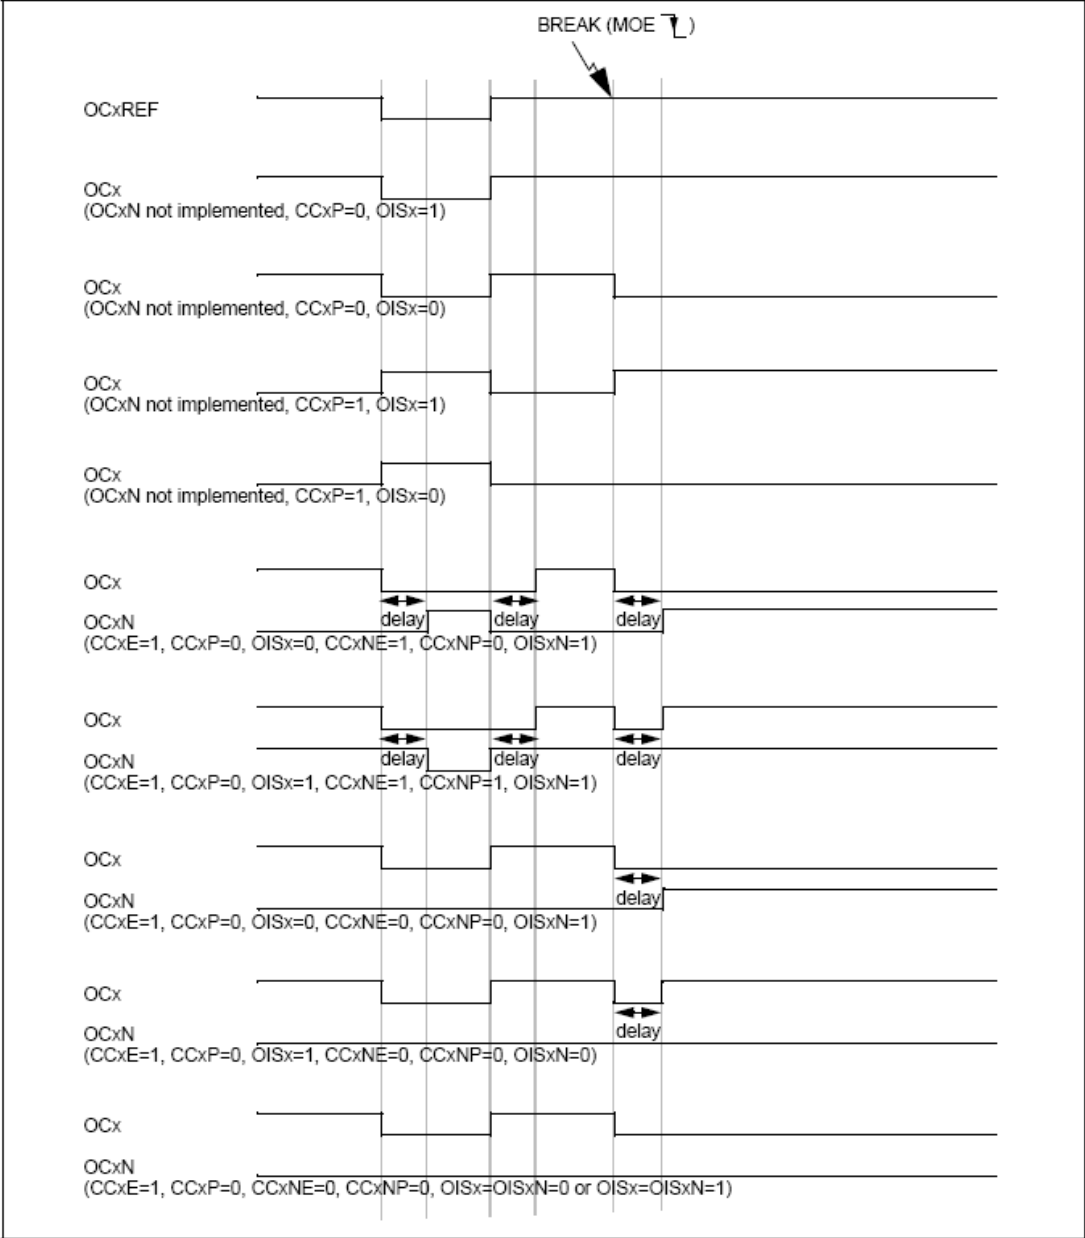 BREAK (MOE )
OCxREF
OCx
(OCxN not implemented, CCxP=0, OISx=1)
OCx
(OCxN not implemented, CCxP=0, OISx=0)
OCx
(OCxN not implemented, CCxP=1, OISx=1)
OCx
(OCxN not implemented, CCxP=1, OISx=0)
OCx
delay delay delay
OCxN
(CCxE=1, CCxP=0, OISx=0, CCxNE=1, CCxNP=0, OISxN=1)
OCx
delay delay delay
OCxN
(CCxE=1, CCxP=0, OISx=1, CCxNE=1, CCxNP=1, OISxN=1)
OCx
delay
OCxN
(CCxE=1, CCxP=0, OISx=0, CCxNE=0, CCxNP=0, OISxN=1)
OCx
delay
OCxN
(CCxE=1, CCxP=0, OISx=1, CCxNE=0, CCxNP=0, OISxN=0)
OCx
OCxN
(CCxE=1, CCxP=0, CCxNE=0, CCxNP=0, OISx=OISxN=0 or OISx=OISxN=1)